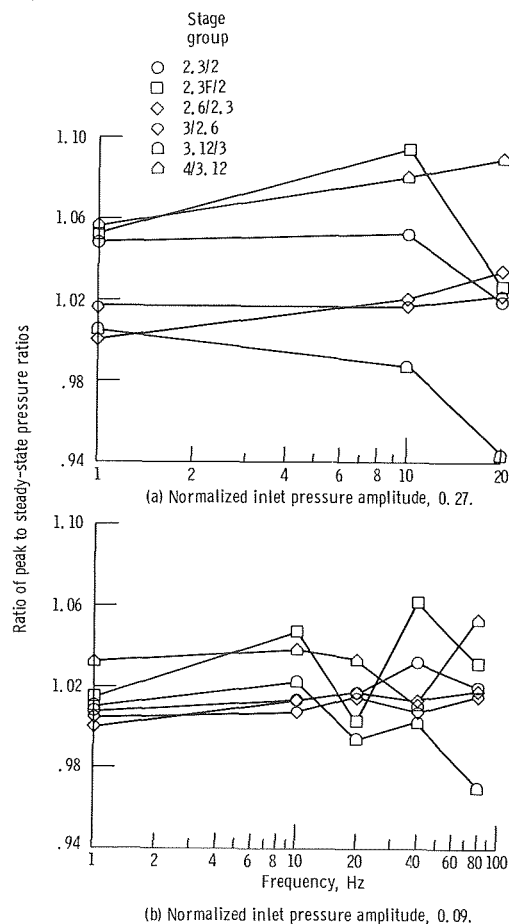 Stage
group
2, 3/2
2, 3F/2
2, 6/2, 3
3/2, 6
3, 12/3
4/3, 12
1.10
1.06
1.02
.98
.94
1 2 4 6 8 10 20
(a) Normalized inlet pressure amplitude, 0.27.
Ratio of peak to steady-state pressure ratios
1.10
1.06
1.02
.98
.94
1 2 4 6 8 10 20 40 60 80 100
Frequency, Hz
(b) Normalized inlet pressure amplitude, 0.09.